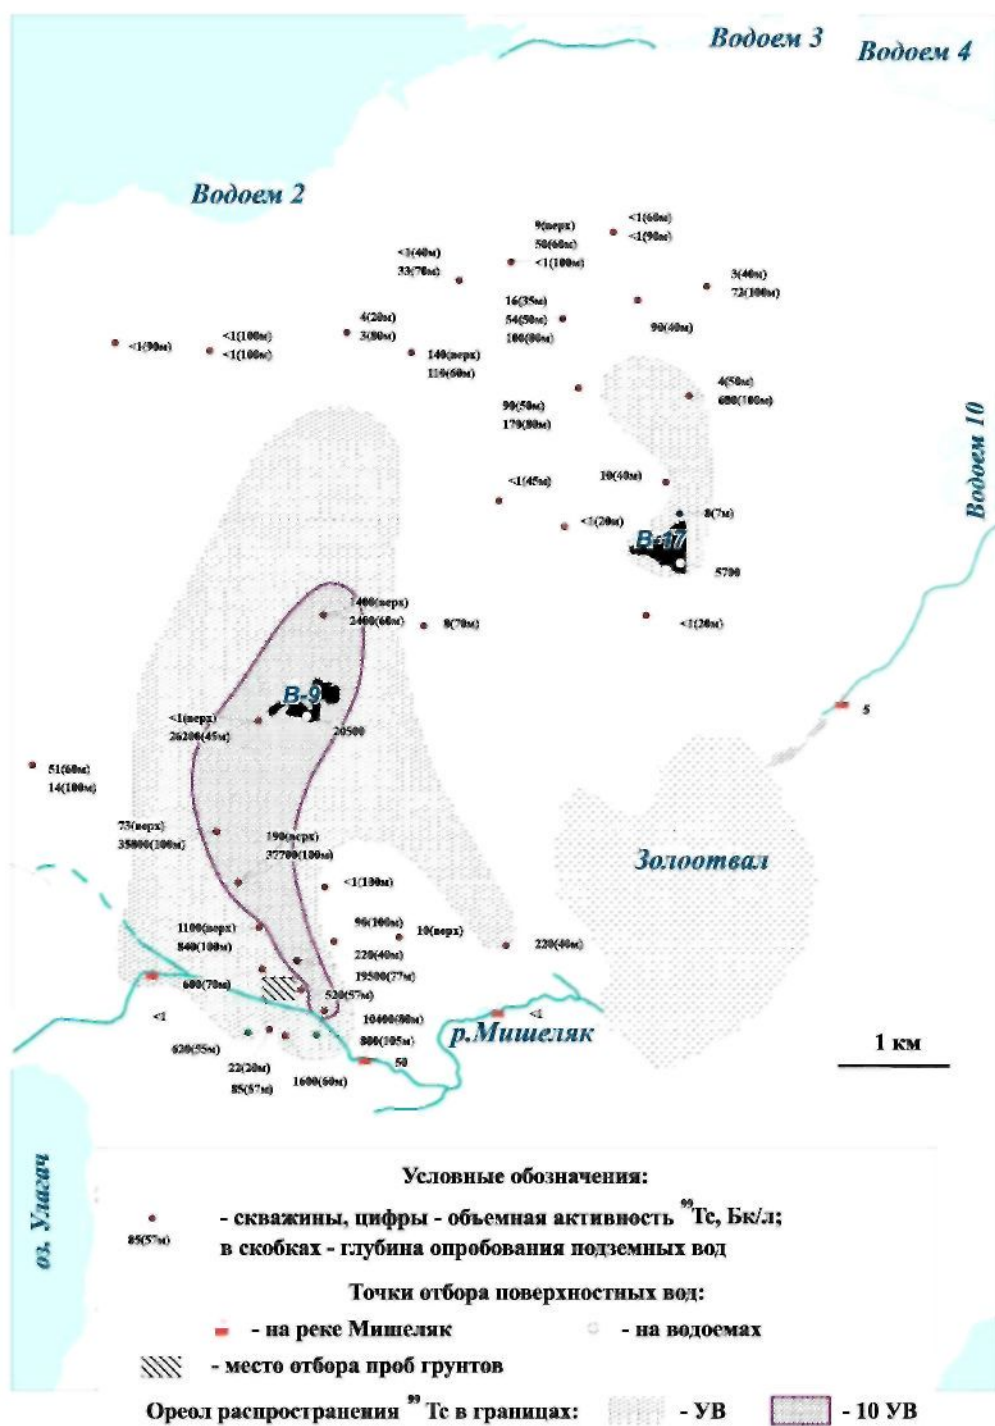 Водоем 3
Водоем 4
Водоем 2
<1(60м)
<1(90м)
9(верх)
50(60м)
<1(100м)
<1(40м)
33(70м)
3(40м)
72(100м)
16(35м)
54(50м)
100(80м)
90(40м)
4(20м)
3(80м)
<1(100м)
<1(100м)
<1(90м)
140(верх)
110(60м)
4(50м)
680(100м)
90(50м)
170(80м)
Водоем 10
10(40м)
<1(45м)
8(7м)
<1(20м)
В-17
5700
1400(верх)
2400(60м)
8(70м)
<1(20м)
В-9
<1(верх)
26200(45м)
20500
5
51(60м)
14(100м)
73(верх)
35800(100м)
190(верх)
37700(100м)
Золоотвал
<1(100м)
1100(верх)
840(100м)
96(100м)
10(верх)
220(40м)
220(40м)
19500(77м)
600(70м)
520(57м)
<1
10400(80м)
р.Мишеляк
<1
800(105м)
1 км
620(55м)
50
22(20м)
85(67м)
1600(60м)
оз. Улагач
Условные обозначения:
- скважины, цифры - объемная активность ⁹⁹Тс, Бк/л;
85(57м)
в скобках - глубина опробования подземных вод
Точки отбора поверхностных вод:
- на реке Мишеляк
- на водоемах
- место отбора проб грунтов
Ореол распространения ⁹⁹ Тс в границах:
- УВ
- 10 УВ